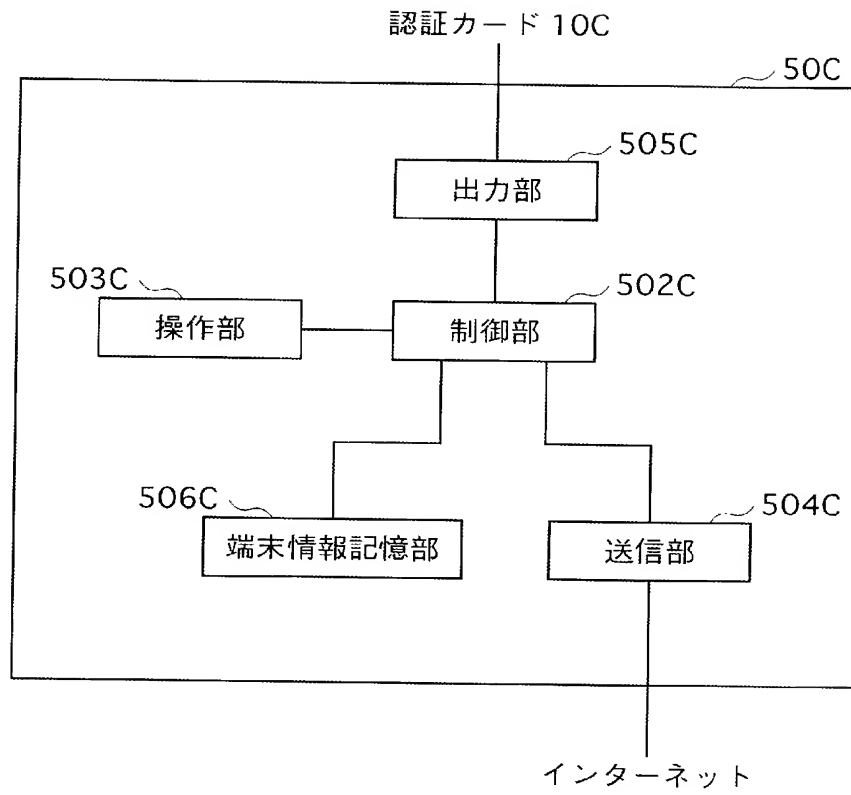 認証カード 10C
50C
505C
出力部
503C
502C
操作部
制御部
506C
504C
端末情報記憶部
送信部
インターネット